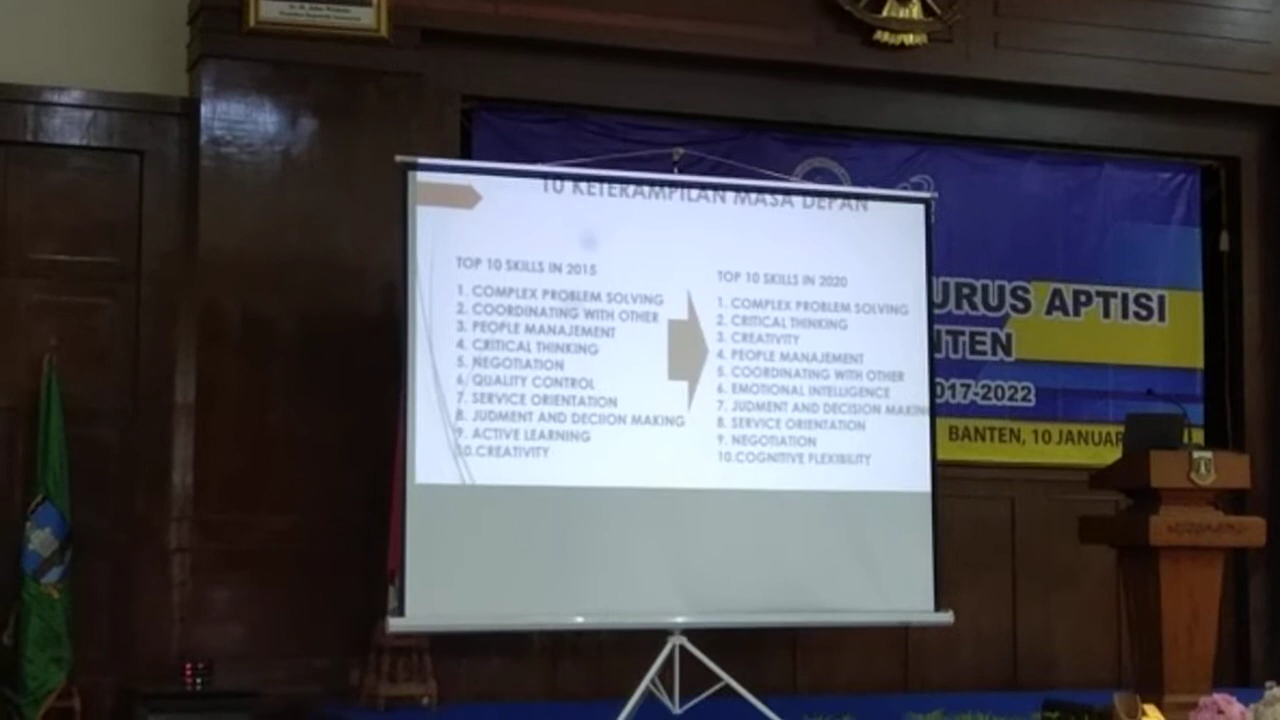 10 KETERAMPILAN MASA DEPAN
TOP 10 SKILLS IN 2015
1. COMPLEX PROBLEM SOLVING
2. COORDINATING WITH OTHER
3. PEOPLE MANAJEMENT
4. CRITICAL THINKING
5. NEGOTIATION
6. QUALITY CONTROL
7. SERVICE ORIENTATION
8. JUDMENT AND DECIION MAKING
9. ACTIVE LEARNING
10.CREATIVITY
TOP 10 SKILLS IN 2020
1. COMPLEX PROBLEM SOLVING
2. CRITICAL THINKING
3. CREATIVITY
4. PEOPLE MANAJEMENT
5. COORDINATING WITH OTHER
6. EMOTIONAL INTELLIGENCE
7. JUDMENT AND DECISION MAKIN
8. SERVICE ORIENTATION
9. NEGOTIATION
10.COGNITIVE FLEXIBILITY
URUS APTISI
NTEN
017-2022
BANTEN, 10 JANUAR